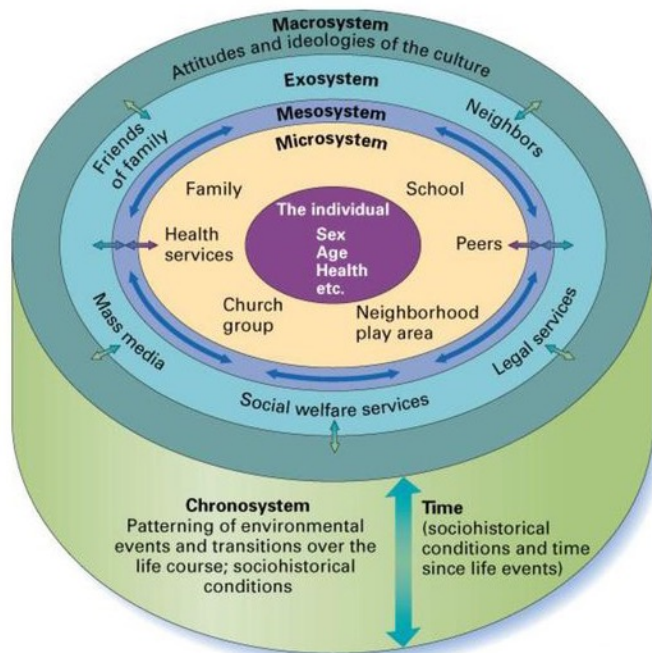 Macrosystem
Attitudes and ideologies of the culture
Exosystem
Mesosystem
Microsystem
Friends
of family
Neighbors
Family
School
The individual
Sex
Age
Health
etc.
Health
services
Peers
Church
group
Neighborhood
play area
Mass media
Legal services
Social welfare services
Chronosystem
Patterning of environmental
events and transitions over the
life course; sociohistorical
conditions
Time
(sociohistorical
conditions and time
since life events)